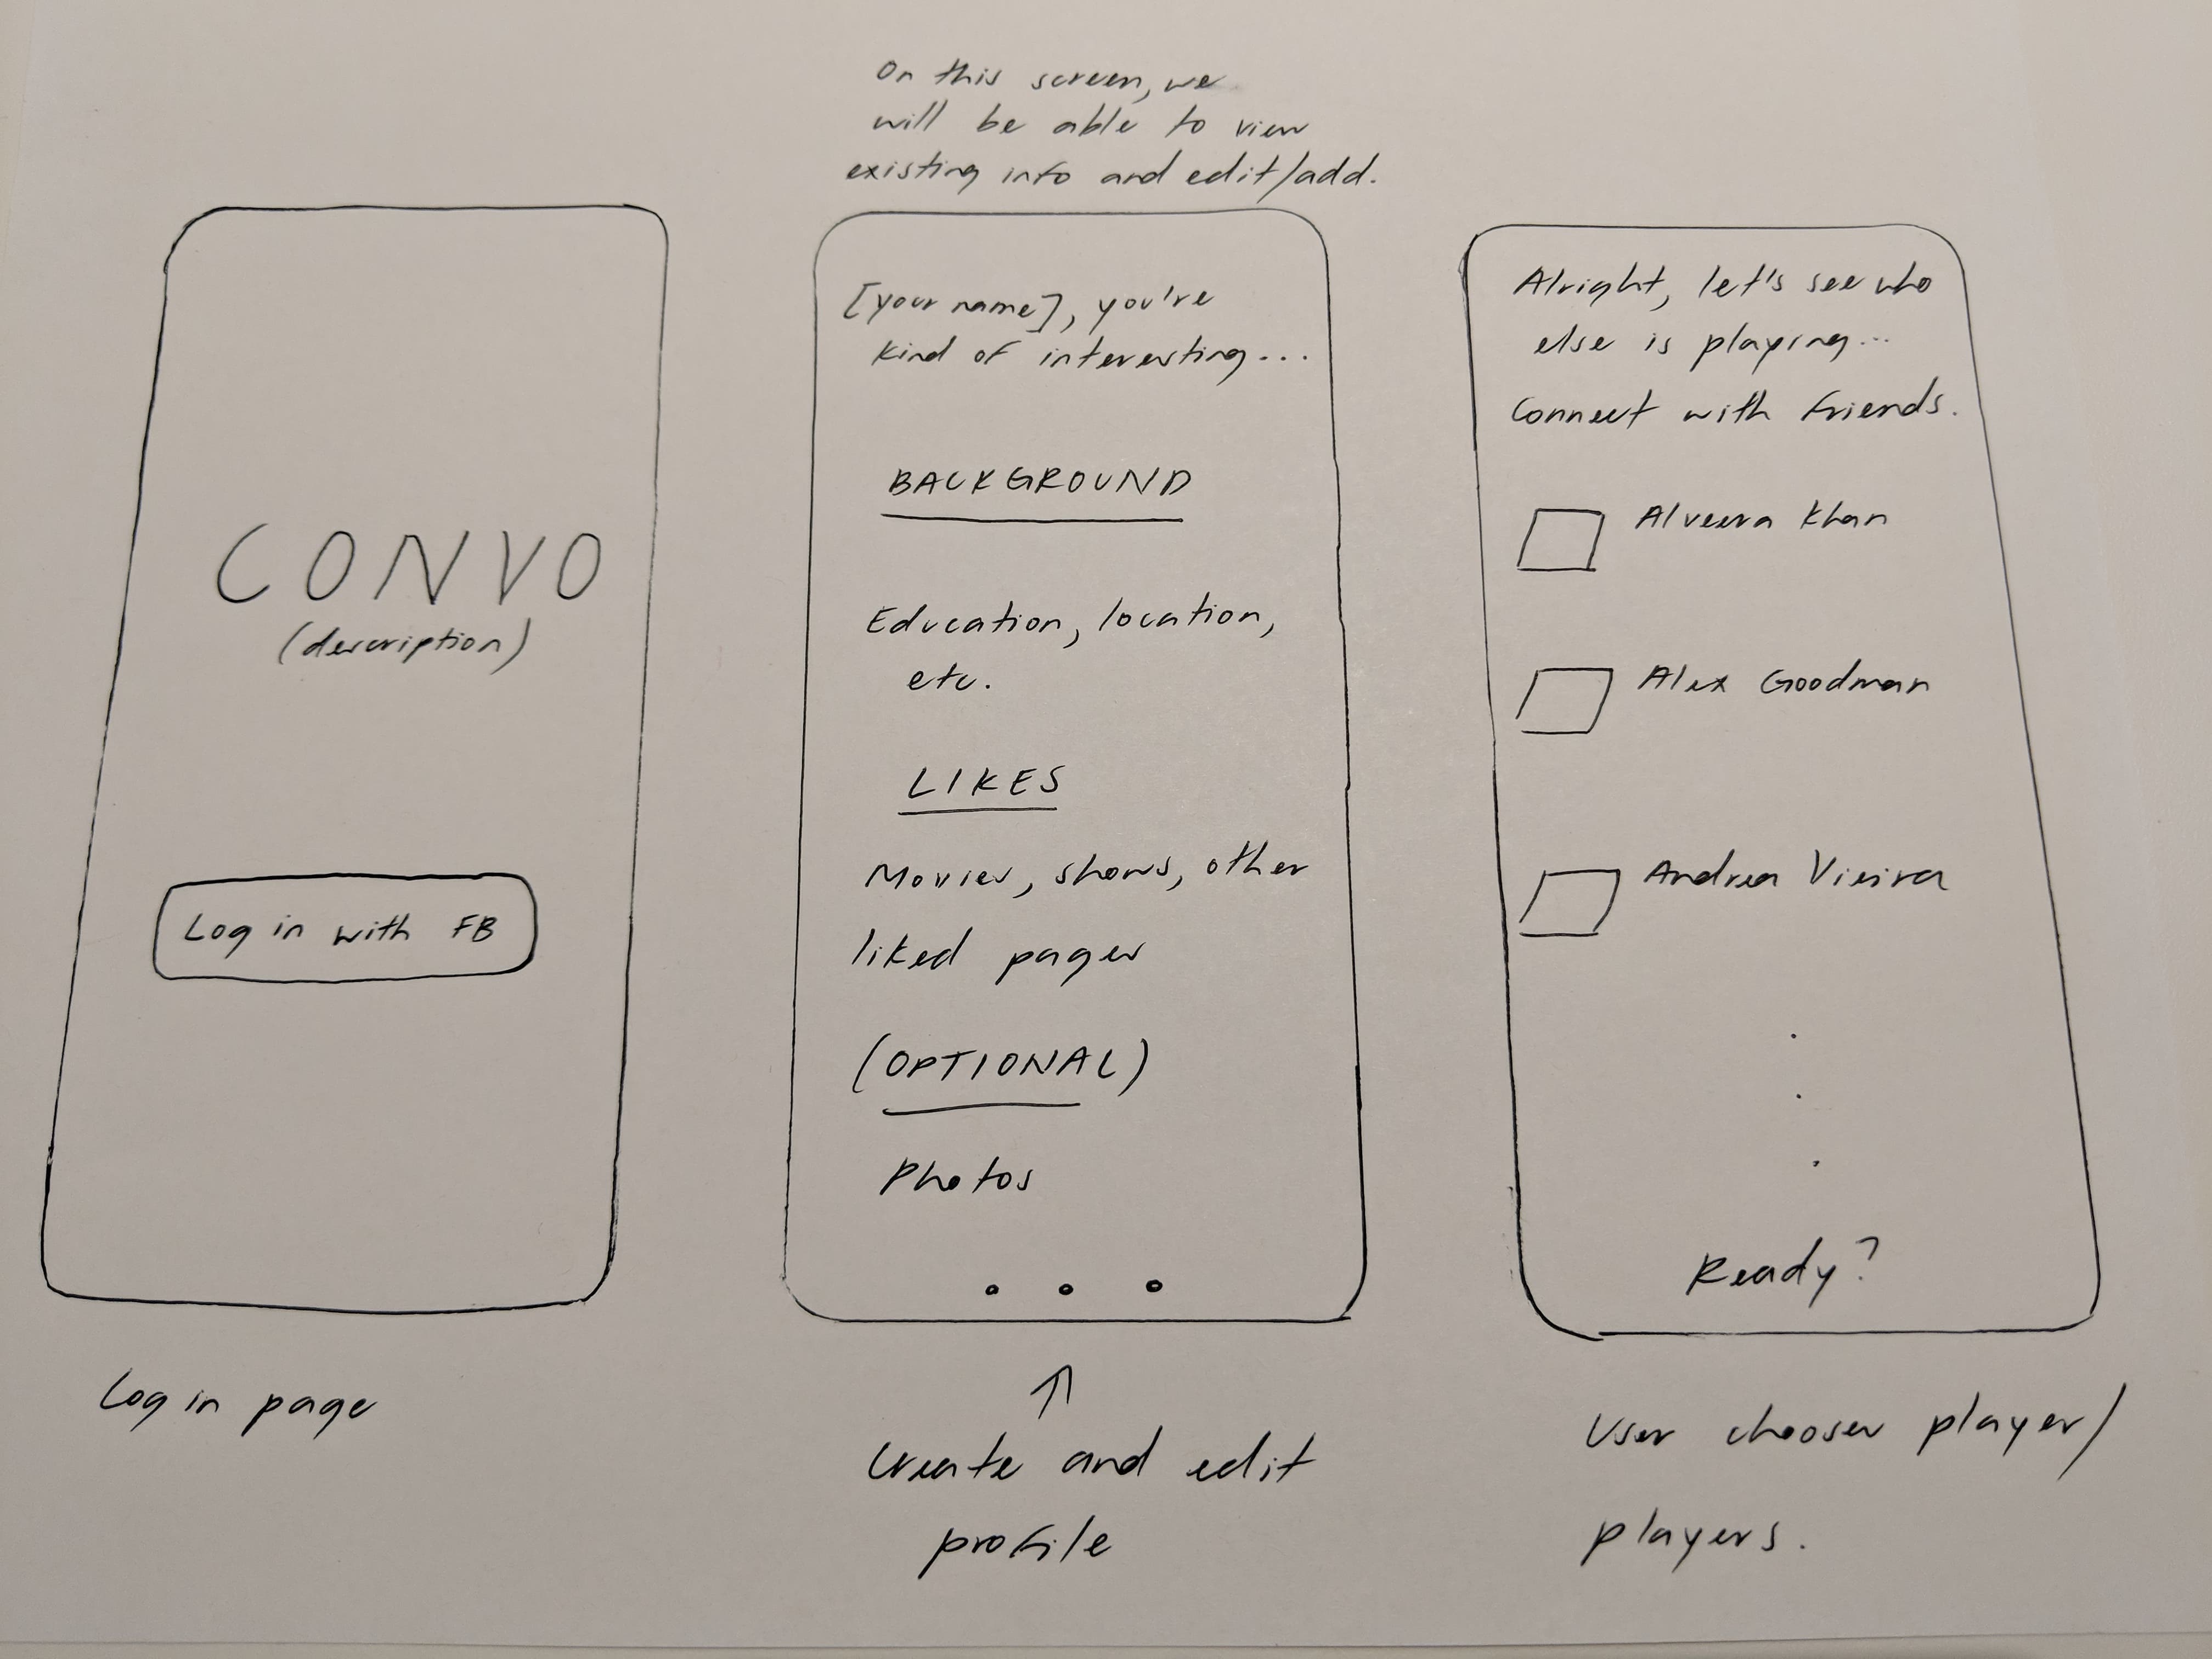 On this screen, we
will be able to view
existing info and edit/add.
CONVO
(description)
Log in with FB
Log in page
[your name], you're
kind of interesting...
BACKGROUND
Education, location,
etc.
LIKES
Movies, shows, other
liked pages
(OPTIONAL)
Photos
Create and edit
profile
Alright, let's see who
else is playing...
Connect with friends.
Alveera Khan
Alex Goodman
Andrea Vieira
Ready?
User chooses player/
players.